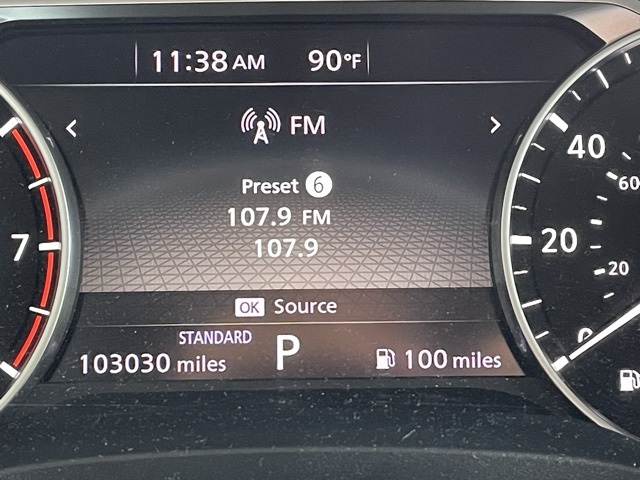 11:38 AM 90°F
< FM >
Preset 6
107.9 FM
107.9
OK Source
STANDARD
103030 miles P 100 miles
7
40
60
20
20
0